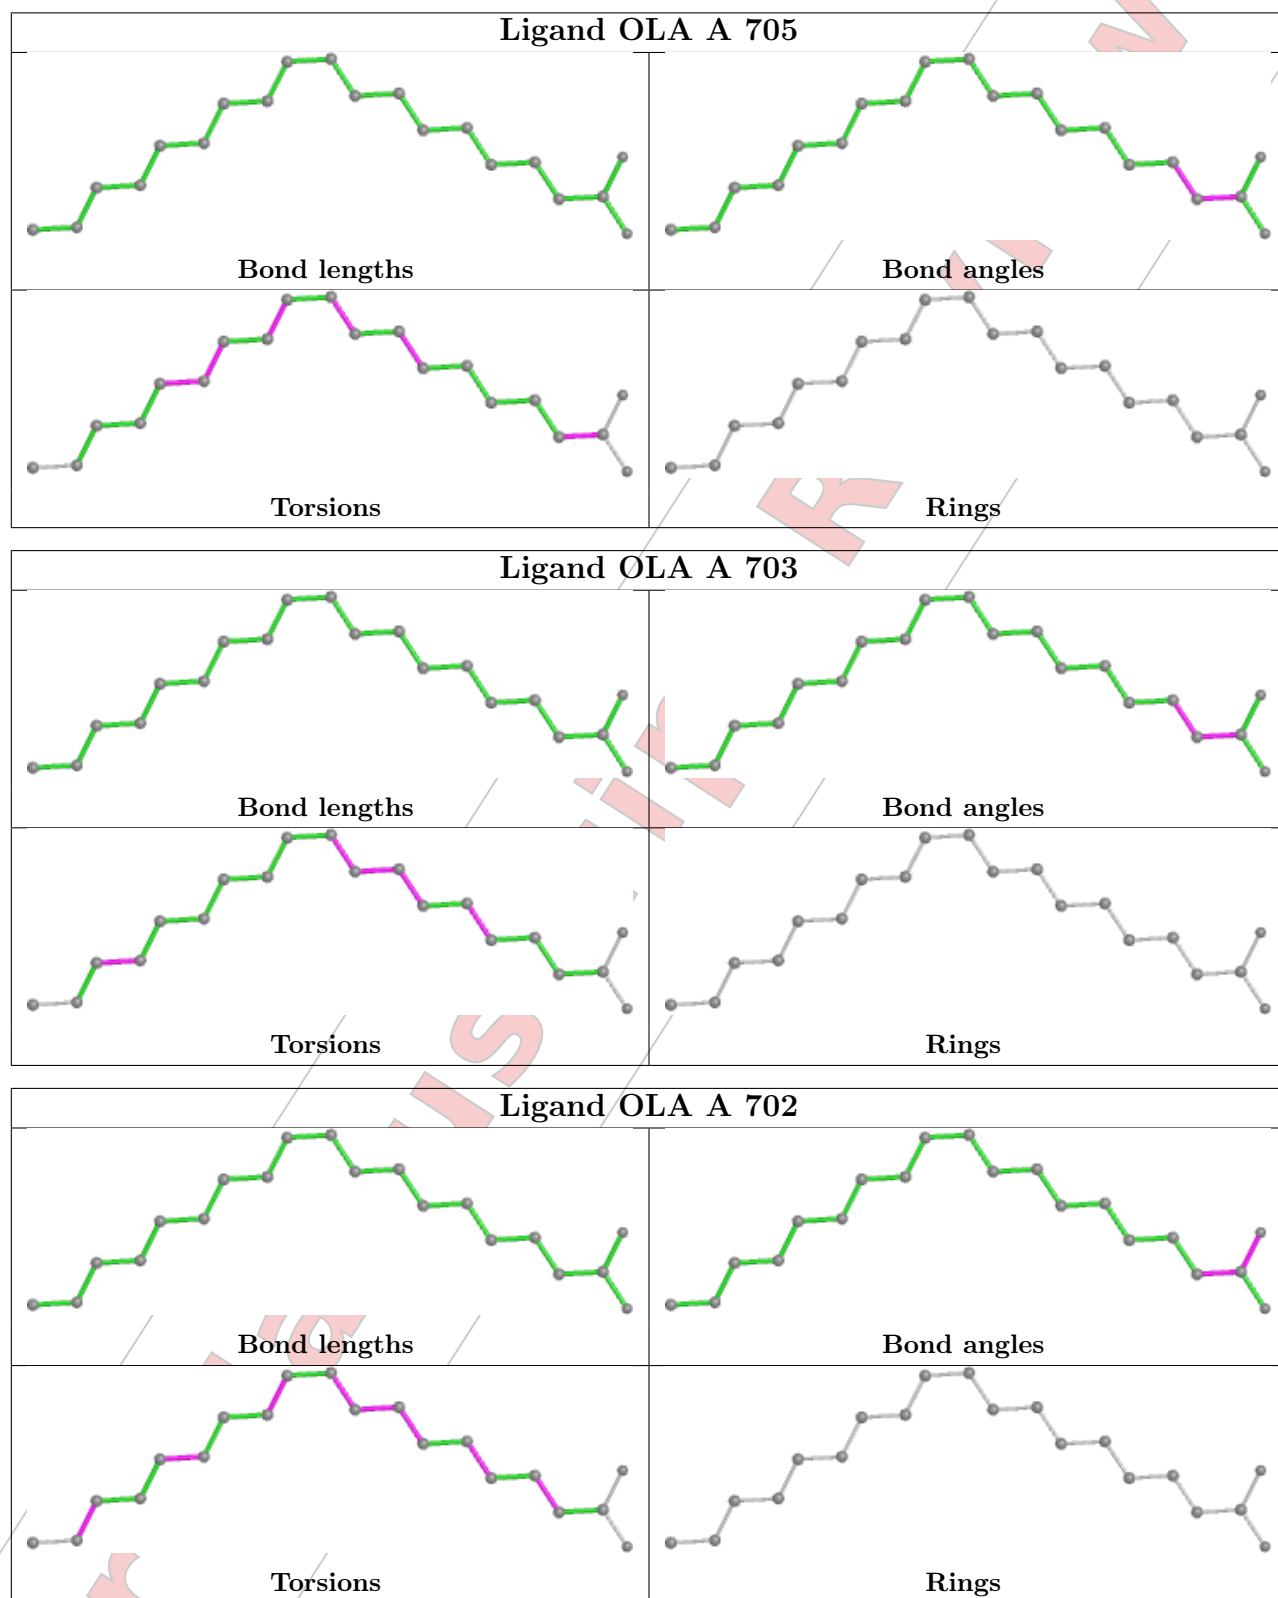 Ligand OLA A 705
Bond lengths
Bond angles
Torsions
Rings
Ligand OLA A 703
Bond lengths
Bond angles
Torsions
Rings
Ligand OLA A 702
Bond lengths
Bond angles
Torsions
Rings